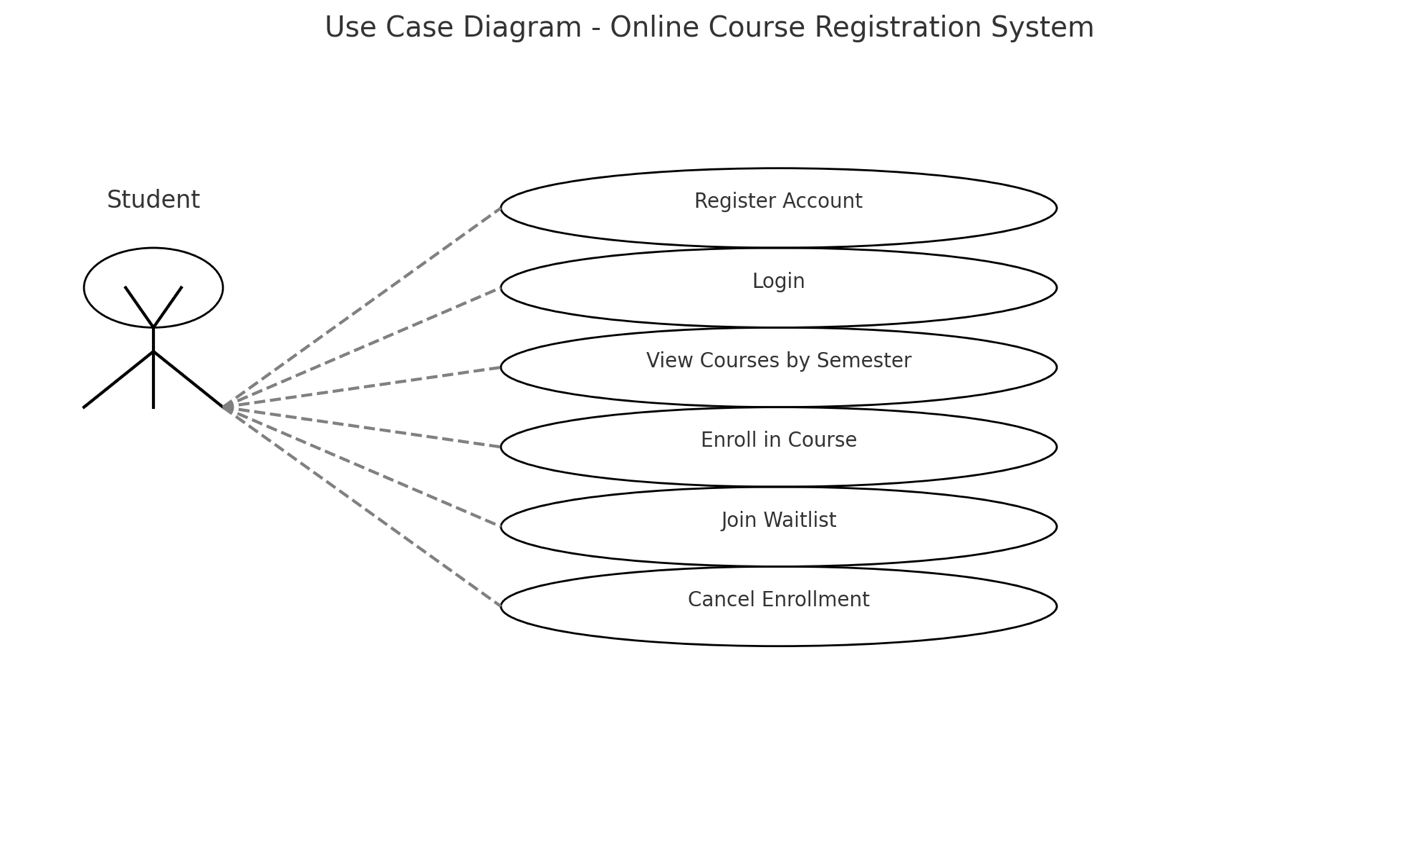 Use Case Diagram - Online Course Registration System
Student
Register Account
Login
View Courses by Semester
Enroll in Course
Join Waitlist
Cancel Enrollment